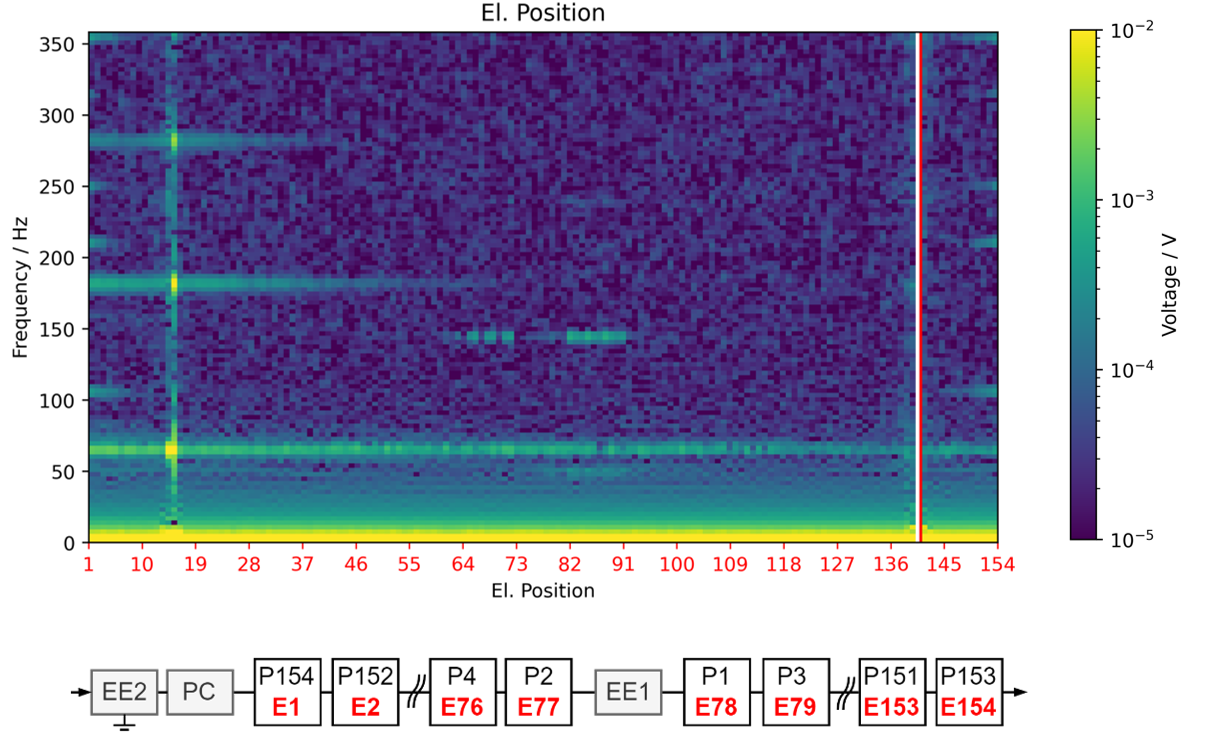 El. Position
350
300
250
200
150
100
50
0
Frequency / Hz
1 10 19 28 37 46 55 64 73 82 91 100 109 118 127 136 145 154
El. Position
10⁻²
10⁻³
10⁻⁴
10⁻⁵
Voltage / V
EE2 PC P154 P152 P4 P2 EE1 P1 P3 P151 P153
E1 E2 E76 E77 E78 E79 E153 E154